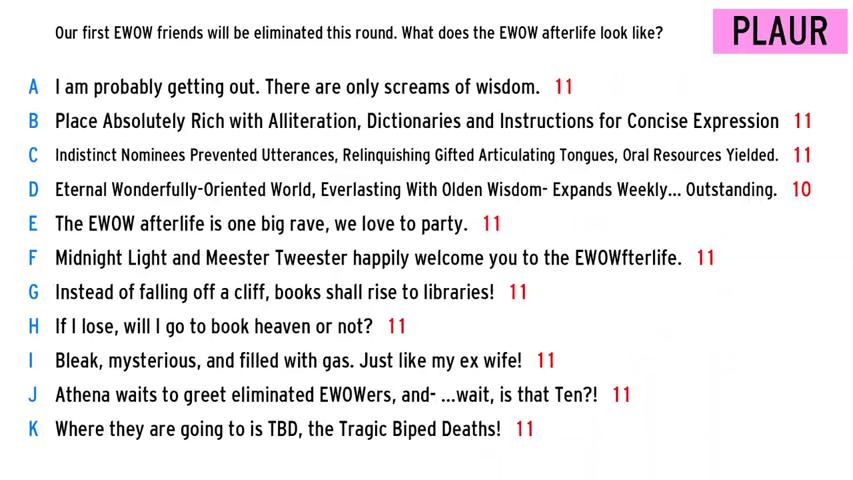 Our first EWOW friends will be eliminated this round. What does the EWOW afterlife look like?
PLAUR
A I am probably getting out. There are only screams of wisdom. 11
B Place Absolutely Rich with Alliteration, Dictionaries and Instructions for Concise Expression 11
C Indistinct Nominees Prevented Utterances, Relinquishing Gifted Articulating Tongues, Oral Resources Yielded. 11
D Eternal Wonderfully-Oriented World, Everlasting With Olden Wisdom- Expands Weekly... Outstanding. 10
E The EWOW afterlife is one big rave, we love to party. 11
F Midnight Light and Meester Tweester happily welcome you to the EWOWfterlife. 11
G Instead of falling off a cliff, books shall rise to libraries! 11
H If I lose, will I go to book heaven or not? 11
I Bleak, mysterious, and filled with gas. Just like my ex wife! 11
J Athena waits to greet eliminated EWOWers, and- ...wait, is that Ten?! 11
K Where they are going to is TBD, the Tragic Biped Deaths! 11